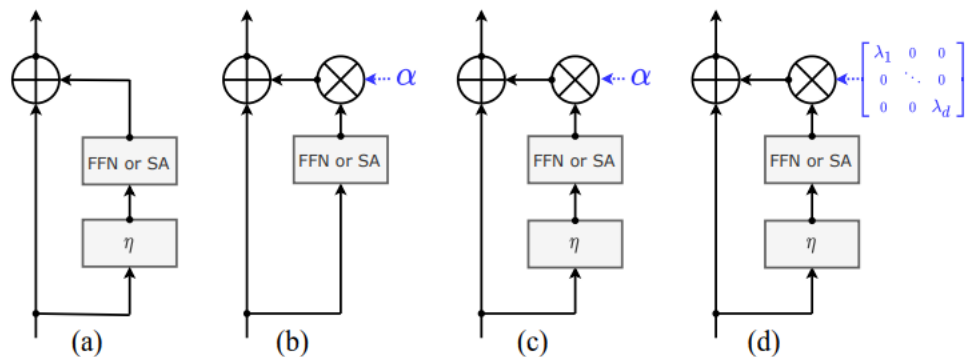 FFN or SA
η
(a)
α
FFN or SA
(b)
α
FFN or SA
η
(c)
λ₁ 0 0
0 ⋱ 0
0 0 λ_d
FFN or SA
η
(d)